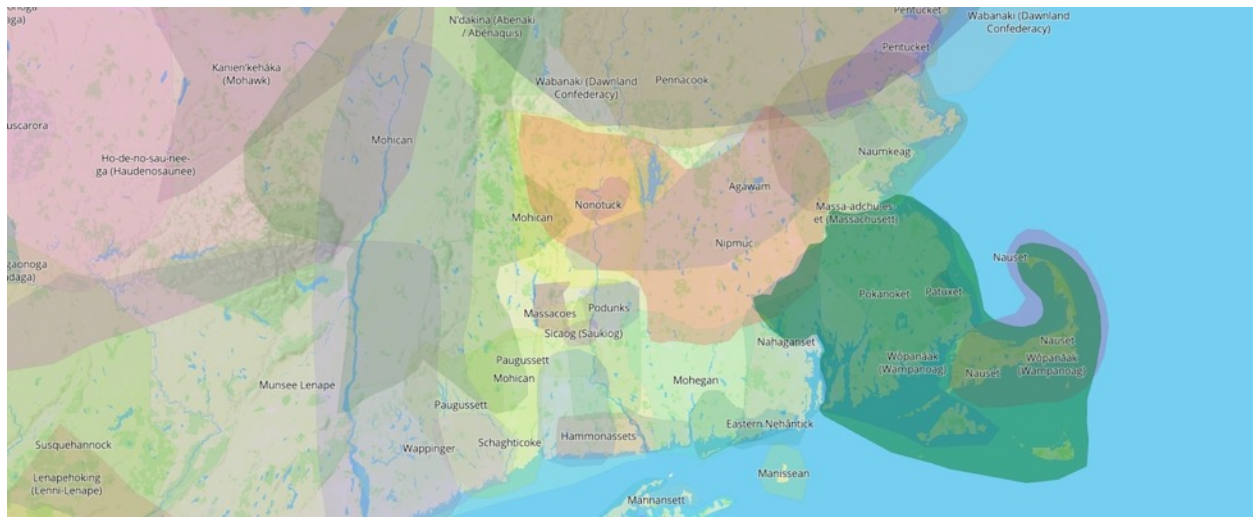 Pentucket
N'dakina (Abenaki
/ Abénaquis)
Wabanaki (Dawnland
Confederacy)
Pentucket
Kanien'kehá:ka
(Mohawk)
Wabanaki (Dawnland
Confederacy)
Pennacook
uscarora
Mohican
Ho-de-no-sau-nee-
ga (Haudenosaunee)
Naumkeag
Agawam
Nonotuck
Mohican
Massa-adchu-es-
et (Massachusett)
Nipmuc
Nauset
Pokanoket
Patuxet
Massacoes
Podunks
Sicaog (Saukiog)
Nahaganset
Nauset
Paugussett
Mohican
Munsee Lenape
Mohegan
Wôpanâak
(Wampanoag)
Wôpanâak
(Wampanoag)
Nauset
Paugussett
Eastern Nehântick
Hammonassets
Schaghticoke
Wappinger
Susquehannock
Manissean
Lenapehoking
(Lenni-Lenape)
Mannansett